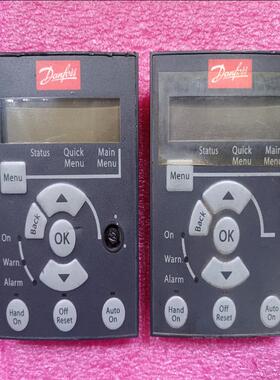 Danfoss
Status Quick Menu Main Menu
Menu
Back
OK
On
Warn.
Alarm
Hand On
Off Reset
Auto On
Danfoss
Status Quick Menu Main Menu
Menu
Back
OK
On
Warn.
Alarm
Hand On
Off Reset
Auto On